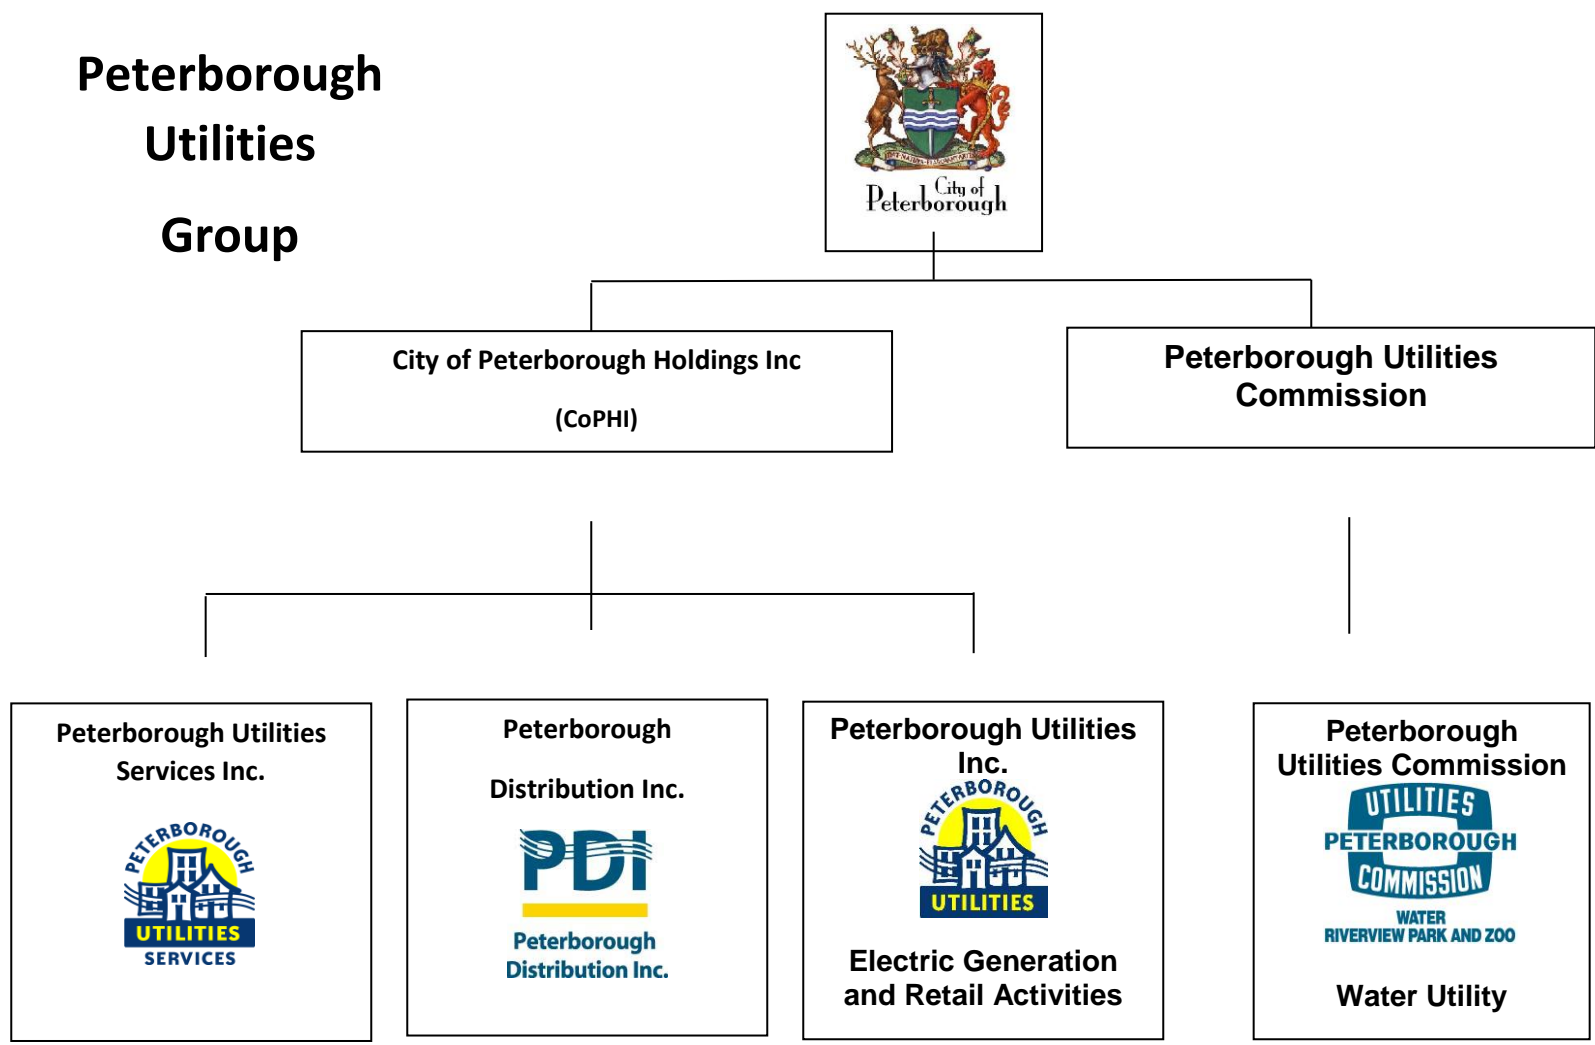 Peterborough
Utilities
Group
City of
Peterborough
City of Peterborough Holdings Inc
(CoPHI)
Peterborough Utilities
Commission
Peterborough Utilities
Services Inc.
PETERBOROUGH
UTILITIES
SERVICES
Peterborough
Distribution Inc.
PDI
Peterborough
Distribution Inc.
Peterborough Utilities
Inc.
PETERBOROUGH
UTILITIES
Electric Generation
and Retail Activities
Peterborough
Utilities Commission
UTILITIES
PETERBOROUGH
COMMISSION
WATER
RIVERVIEW PARK AND ZOO
Water Utility